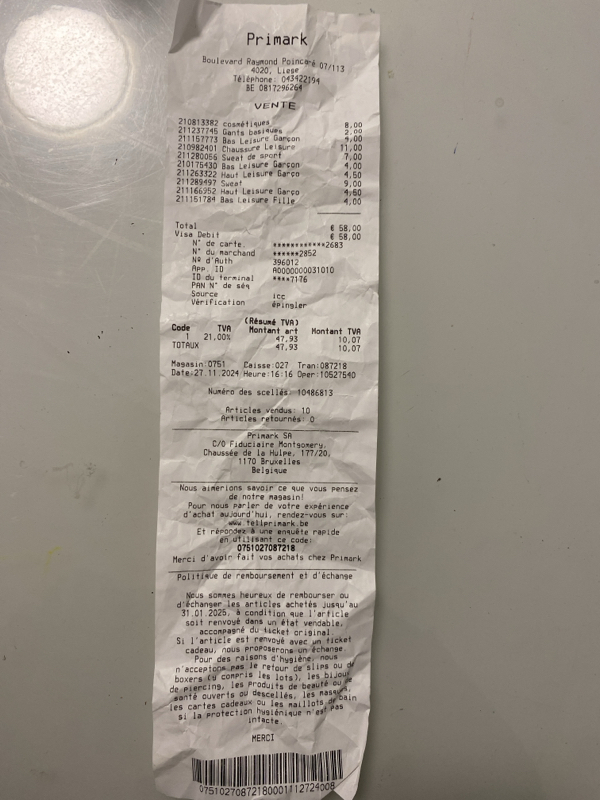 Primark
Boulevard Raymond Poincaré 07/113
4020, Liege
Téléphone: 043422194
BE 0817296264
VENTE
210813382 cosmétiques 8,00
211237745 Gants basiques 2,00
211157773 Bas Leisure Garçon 4,00
210982401 Chaussure Leisure 11,00
211280056 Sweat de sport 7,00
210175430 Bas Leisure Garçon 4,00
211263322 Haut Leisure Garço 4,50
211289497 Sweat 9,00
211166952 Haut Leisure Garço 4,50
211151784 Bas Leisure Fille 4,00
Total € 58,00
Visa Debit € 58,00
N° de carte ************2683
N° du marchand ******2852
Nº d'Auth 396012
App. ID A0000000031010
ID du terminal ****7176
PAN N° de séq
Source icc
Vérification épingler
(Résumé TVA)
Code TVA Montant art Montant TVA
1 21,00% 47,93 10,07
TOTAUX 47,93 10,07
Magasin:0751 Caisse:027 Tran:087218
Date:27.11.2024 Heure:16:16 Oper:10527540
Numéro des scellés: 10486813
Articles vendus: 10
Articles retournés: 0
Primark SA
C/O Fiduciaire Montgomery,
Chaussée de la Hulpe, 177/20,
1170 Bruxelles
Belgique
Nous aimerions savoir ce que vous pensez
de notre magasin!
Pour nous parler de votre expérience
d'achat aujourd'hui, rendez-vous sur:
www.tellprimark.be
Et répondez à une enquête rapide
en utilisant ce code:
0751027087218
Merci d'avoir fait vos achats chez Primark
Politique de remboursement et d'échange
Nous sommes heureux de rembourser ou
d'échanger les articles achetés jusqu'au
31.01.2025, à condition que l'article
soit renvoyé dans un état vendable,
accompagné du ticket original.
Si l'article est renvoyé avec un ticket
cadeau, nous proposerons un échange.
Pour des raisons d'hygiène, nous
n'acceptons pas le retour de slips ou de
boxers (y compris les lots), les bijoux
de piercing, les produits de beauté ou de
santé ouverts ou descellés, les masques,
les cartes cadeaux ou les maillots de bain
si la protection hygiénique n'est pas
intacte.
MERCI
07510270872180001112724008